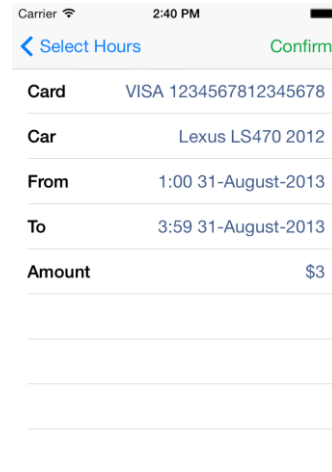 Carrier 2:40 PM
Select Hours Confirm
Card VISA 1234567812345678
Car Lexus LS470 2012
From 1:00 31-August-2013
To 3:59 31-August-2013
Amount $3